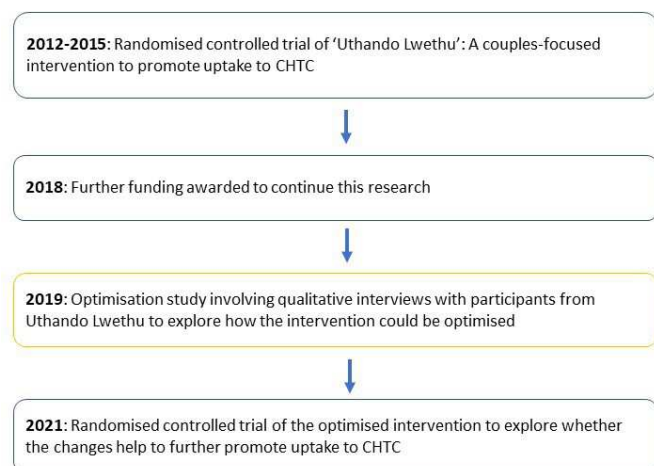 2012-2015: Randomised controlled trial of ‘Uthando Lwethu’: A couples-focused
intervention to promote uptake to CHTC
2018: Further funding awarded to continue this research
2019: Optimisation study involving qualitative interviews with participants from
Uthando Lwethu to explore how the intervention could be optimised
2021: Randomised controlled trial of the optimised intervention to explore whether
the changes help to further promote uptake to CHTC